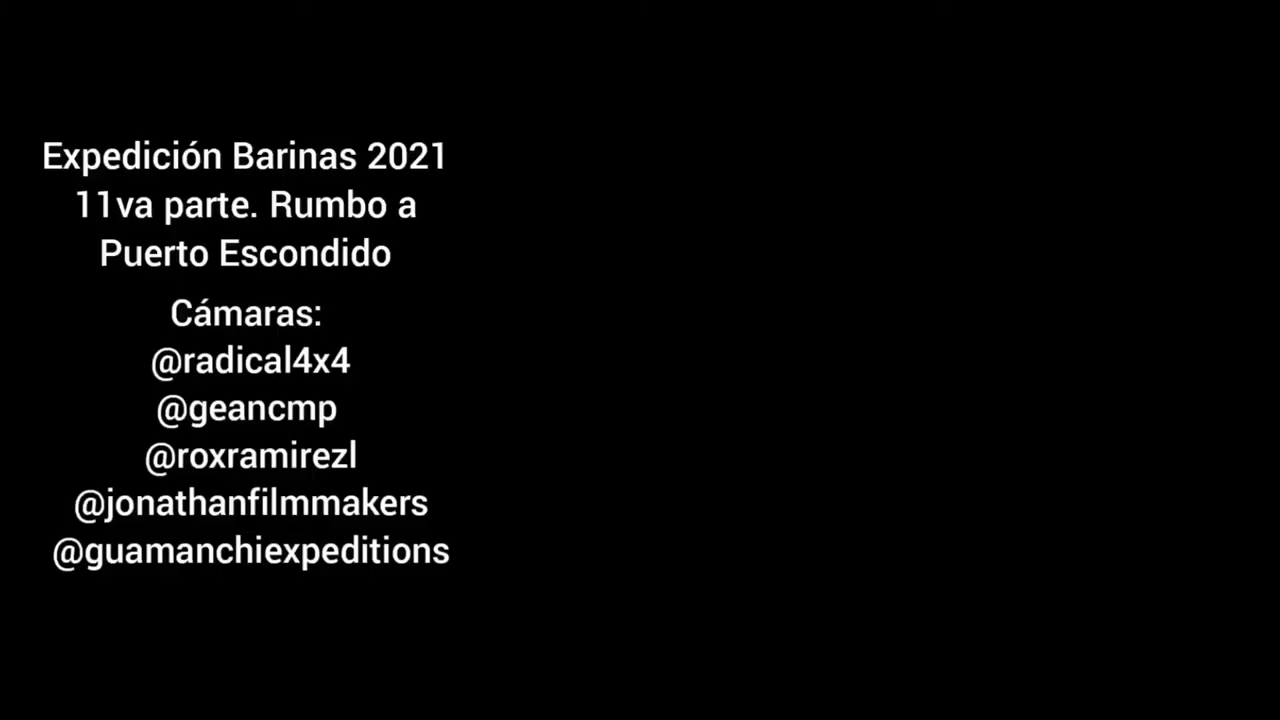 Expedición Barinas 2021
11va parte. Rumbo a
Puerto Escondido
Cámaras:
@radical4x4
@geancmp
@roxramirezl
@jonathanfilmmakers
@guamanchiexpeditions